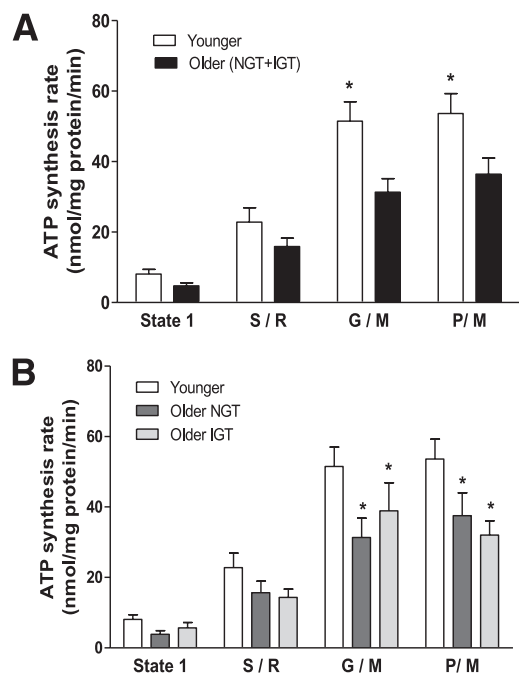 A
ATP synthesis rate
(nmol/mg protein/min)
80
60
40
20
0
Younger
Older (NGT+IGT)
*
*
State 1
S / R
G / M
P/ M
B
ATP synthesis rate
(nmol/mg protein/min)
80
60
40
20
0
Younger
Older NGT
Older IGT
*
*
*
*
State 1
S / R
G / M
P/ M